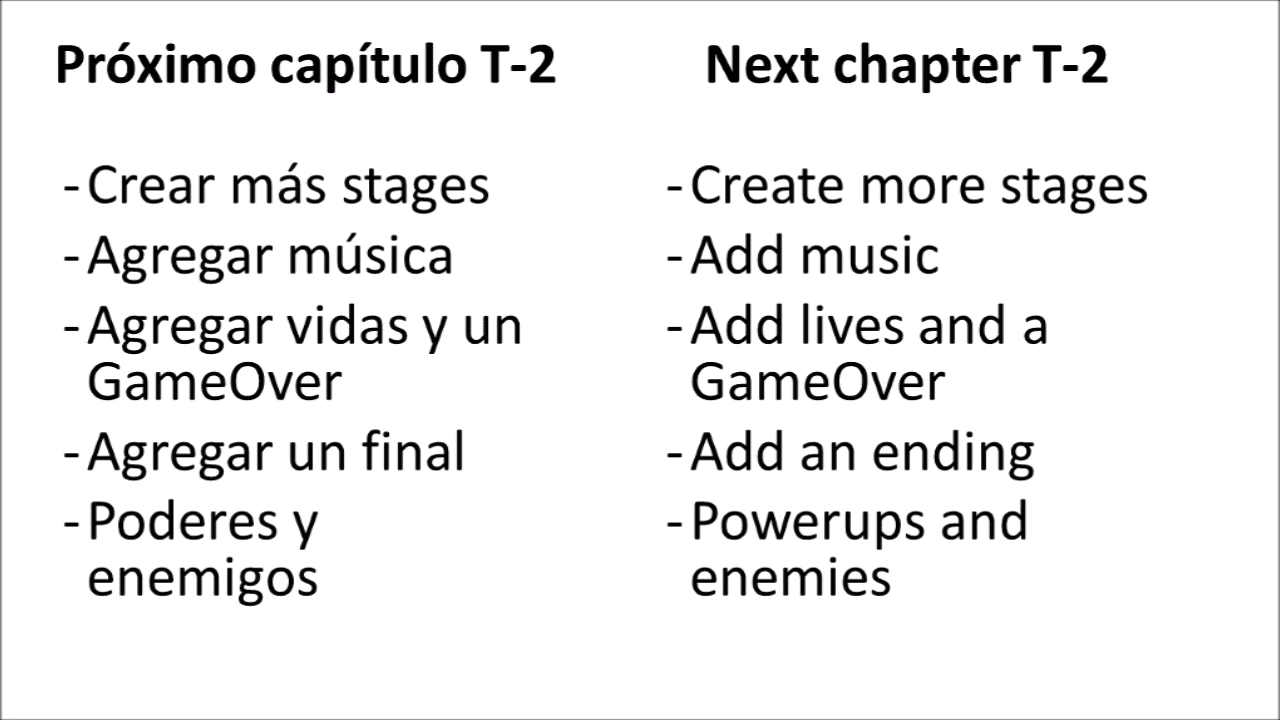 Próximo capítulo T-2
-Crear más stages
-Agregar música
-Agregar vidas y un
GameOver
-Agregar un final
-Poderes y
enemigos
Next chapter T-2
-Create more stages
-Add music
-Add lives and a
GameOver
-Add an ending
-Powerups and
enemies